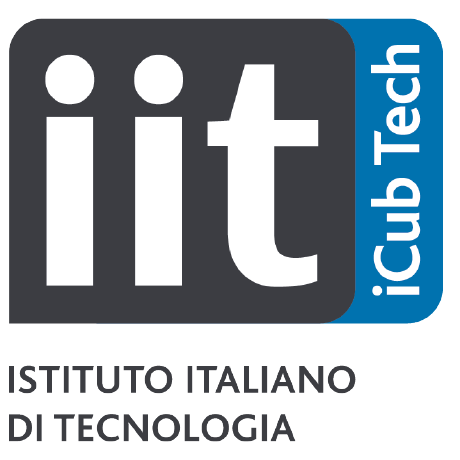 iit
iCub Tech
ISTITUTO ITALIANO
DI TECNOLOGIA